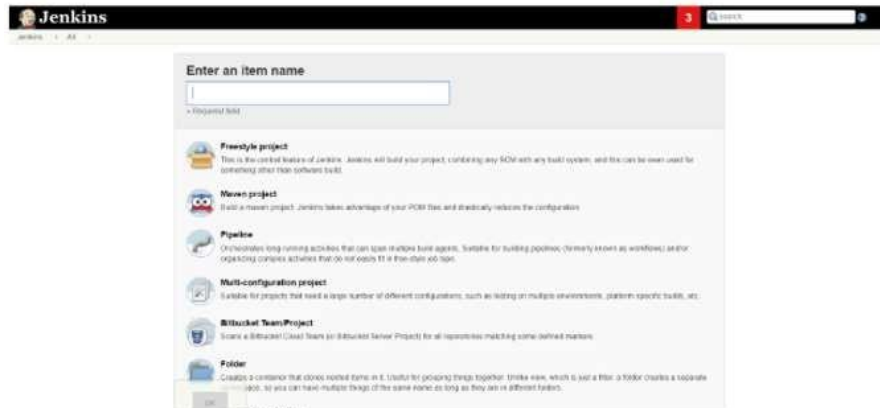 Jenkins
3
search
Jenkins All
Enter an item name
» Required field
Freestyle project
This is the central feature of Jenkins. Jenkins will build your project, combining any SCM with any build system, and this can be even used for
something other than software build.
Maven project
Build a maven project. Jenkins takes advantage of your POM files and drastically reduces the configuration.
Pipeline
Orchestrates long-running activities that can span multiple build agents. Suitable for building pipelines (formerly known as workflows) and/or
organizing complex activities that do not easily fit in free-style job type.
Multi-configuration project
Suitable for projects that need a large number of different configurations, such as testing on multiple environments, platform-specific builds, etc.
Bitbucket Team/Project
Scans a Bitbucket Cloud Team (or Bitbucket Server Project) for all repositories matching some defined markers.
Folder
Creates a container that stores nested items in it. Useful for grouping things together. Unlike view, which is just a filter, a folder creates a separate
so you can have multiple things of the same name as long as they are in different folders.
OK